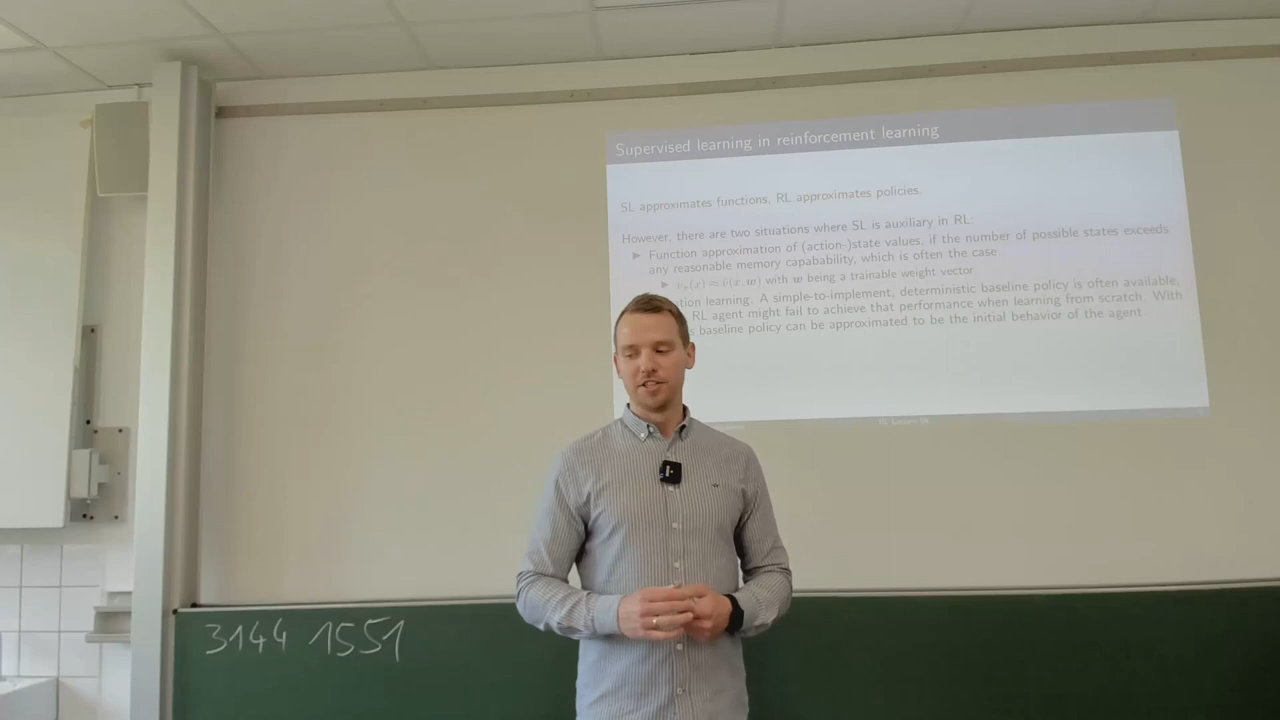 Supervised learning in reinforcement learning
SL approximates functions, RL approximates policies.
However, there are two situations where SL is auxiliary in RL:
▶ Function approximation of (action-)state values, if the number of possible states exceeds
any reasonable memory capabability, which is often the case.
▶ v_π(x) ≈ v̂(x, w) with w being a trainable weight vector
learning. A simple-to-implement, deterministic baseline policy is often available,
RL agent might fail to achieve that performance when learning from scratch. With
baseline policy can be approximated to be the initial behavior of the agent
3144 1551